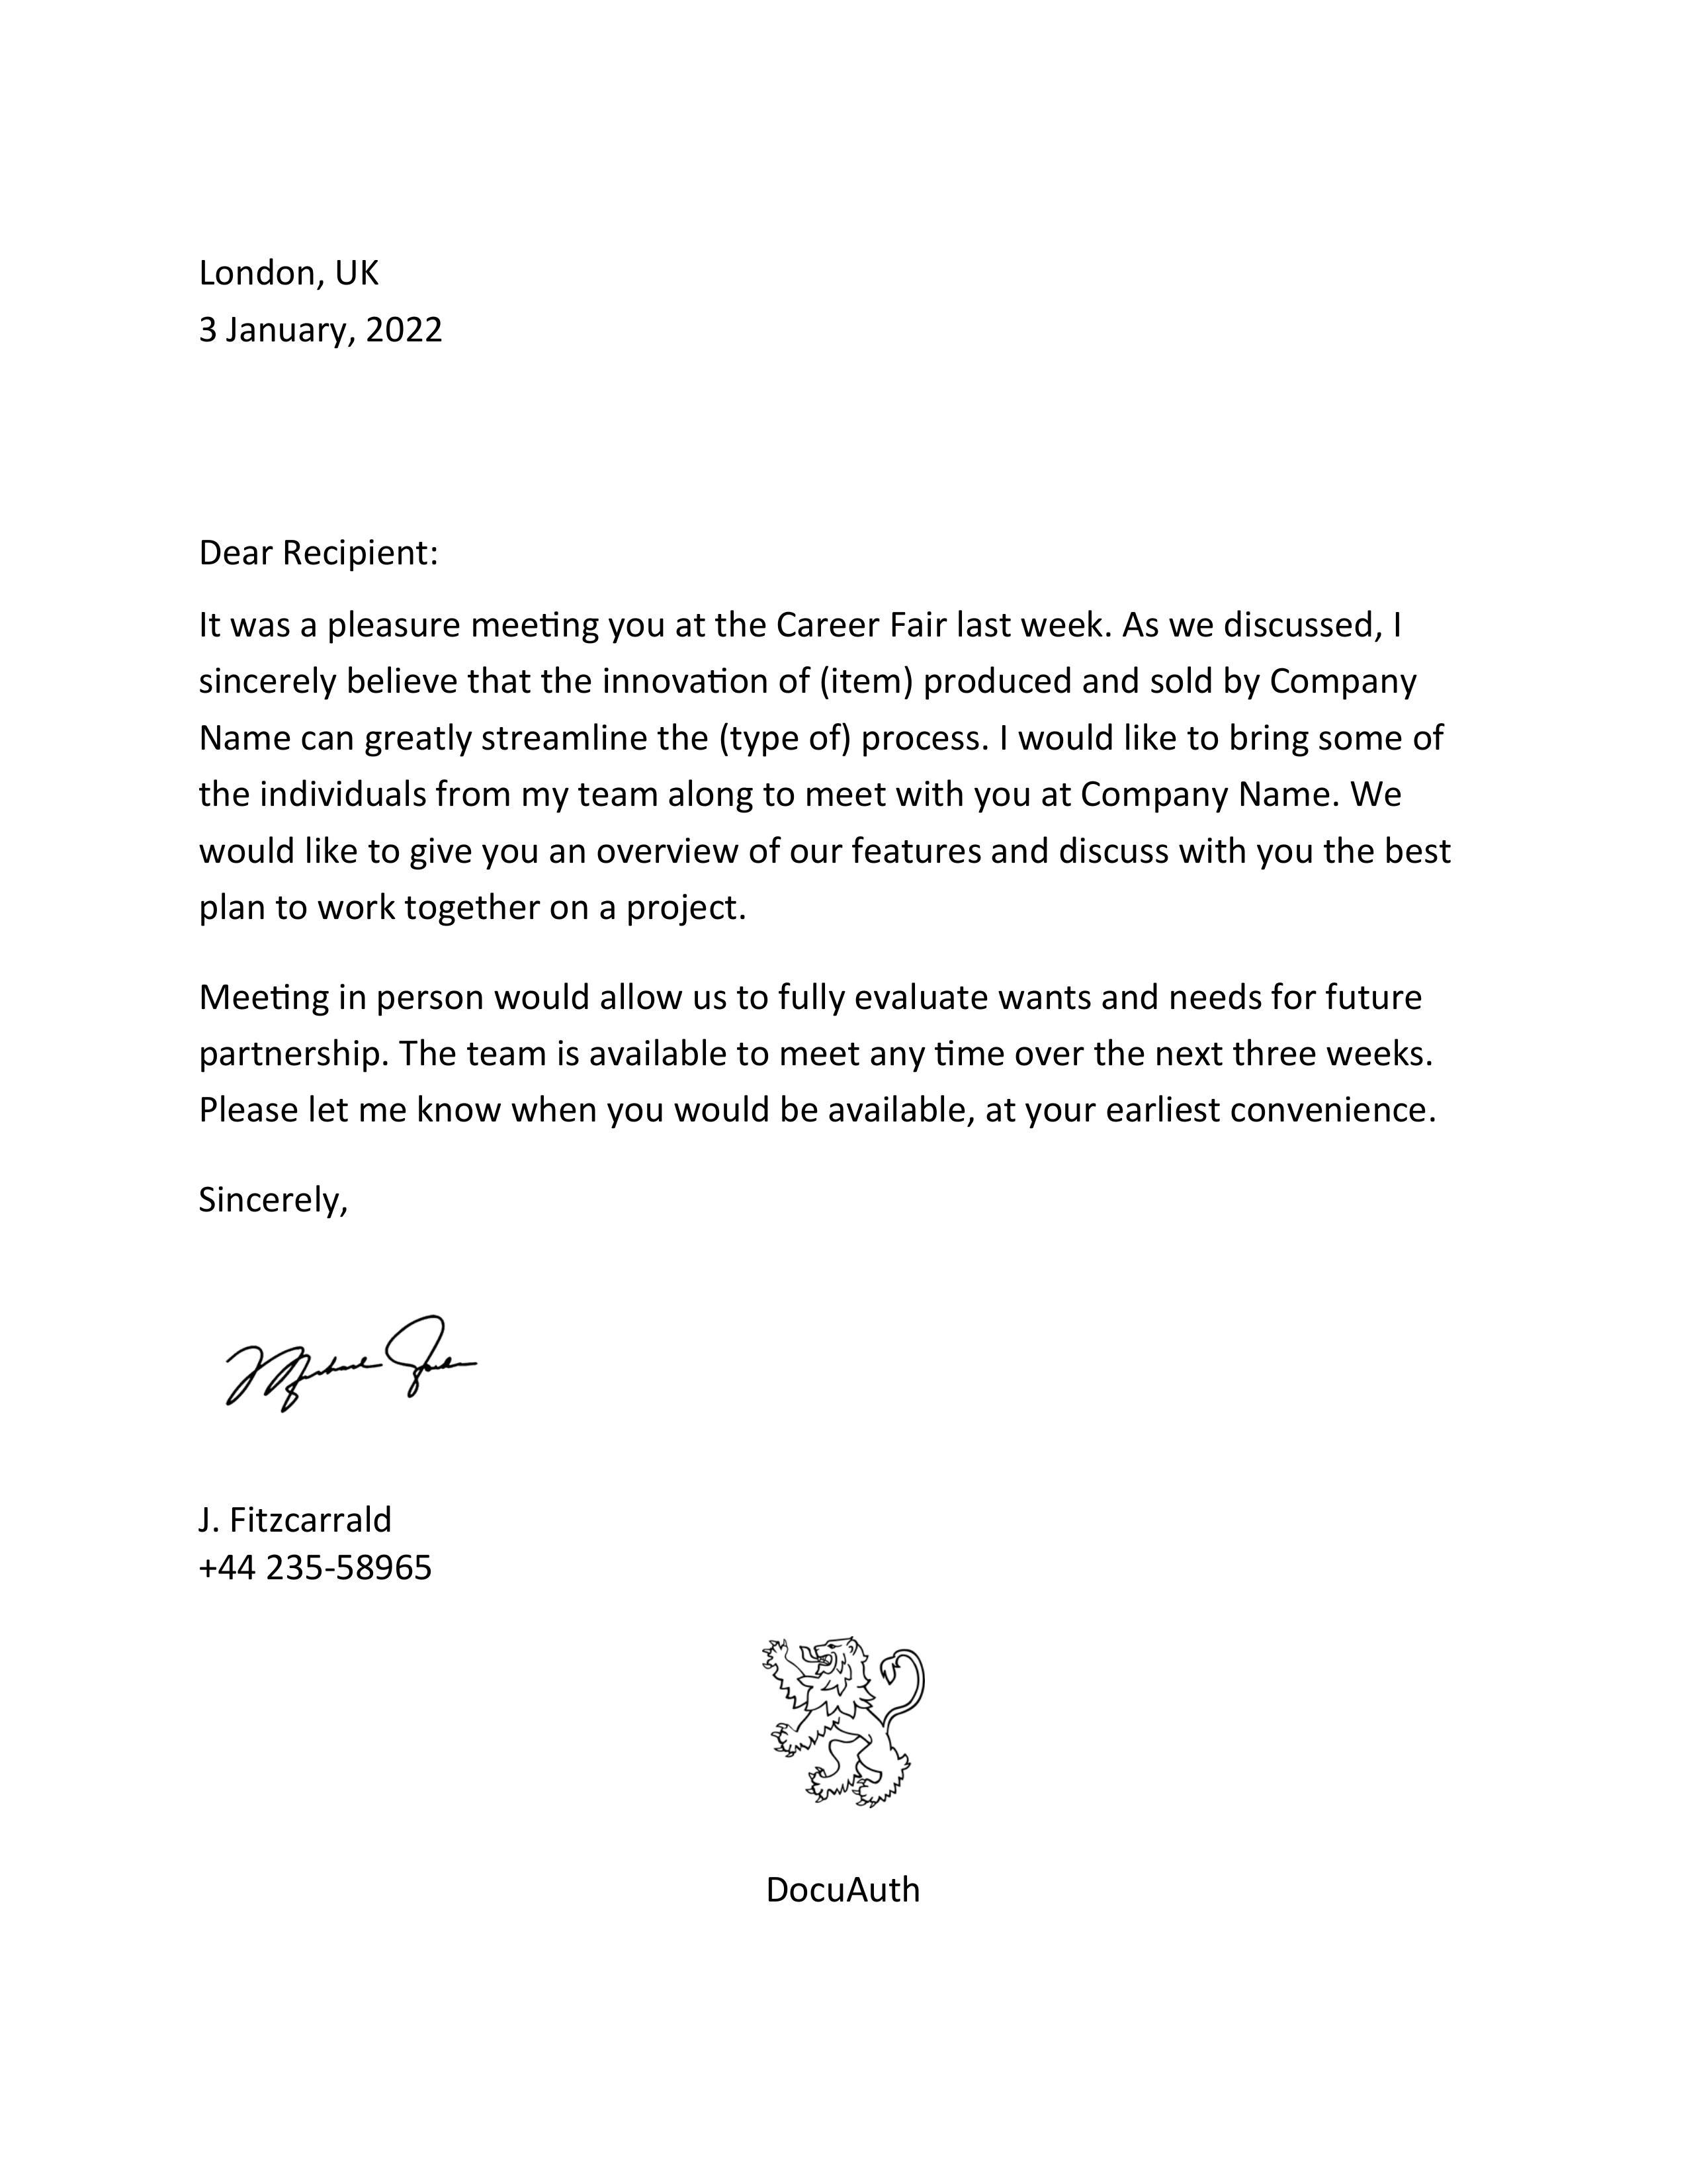 London, UK
3 January, 2022
Dear Recipient:
It was a pleasure meeting you at the Career Fair last week. As we discussed, I
sincerely believe that the innovation of (item) produced and sold by Company
Name can greatly streamline the (type of) process. I would like to bring some of
the individuals from my team along to meet with you at Company Name. We
would like to give you an overview of our features and discuss with you the best
plan to work together on a project.
Meeting in person would allow us to fully evaluate wants and needs for future
partnership. The team is available to meet any time over the next three weeks.
Please let me know when you would be available, at your earliest convenience.
Sincerely,
J. Fitzcarrald
+44 235-58965
DocuAuth